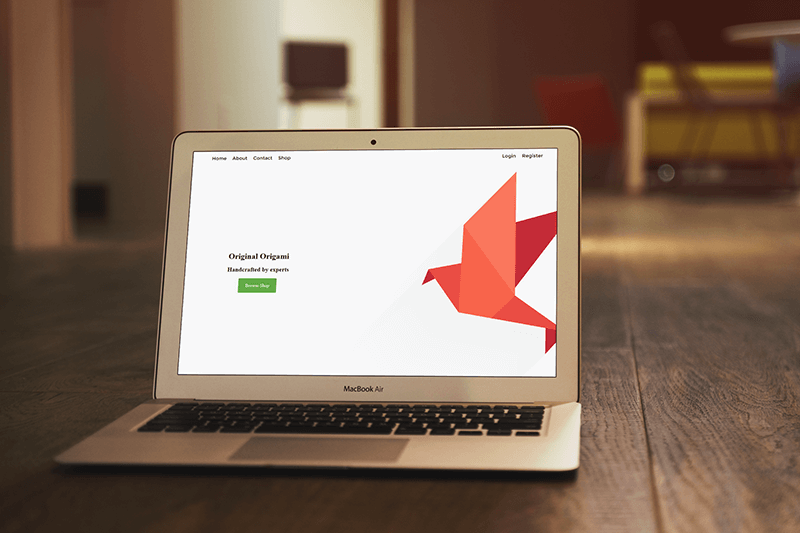 Home About Contact Shop
Login Register
Original Origami
Handcrafted by experts
Browse Shop
MacBook Air